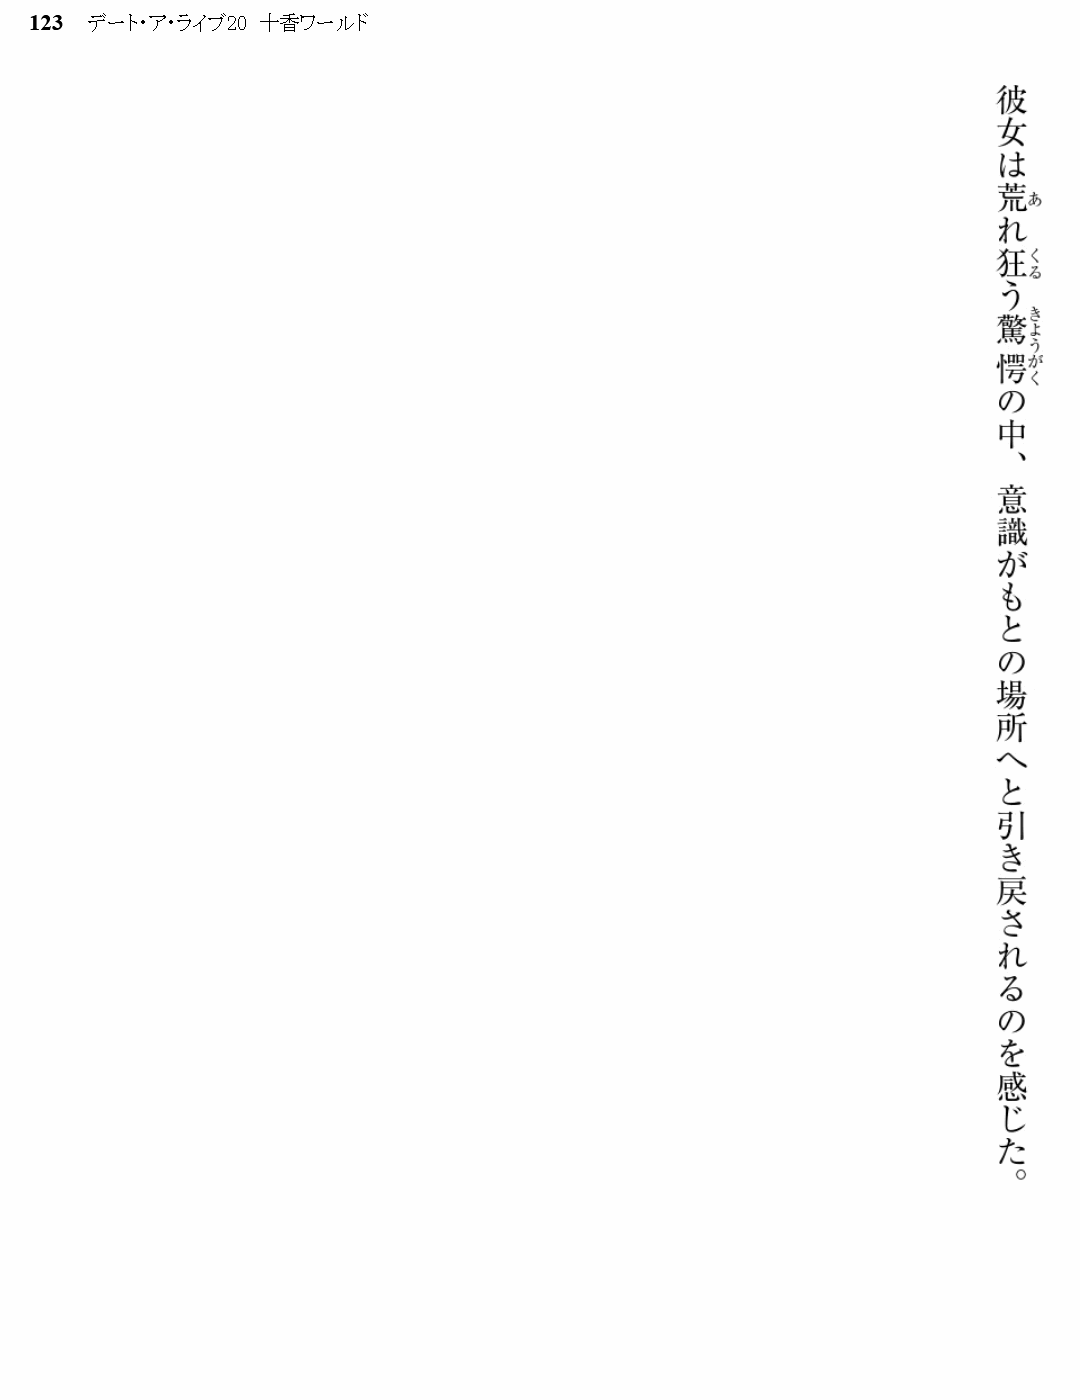 123 デート・ア・ライブ20 十香ワールド
彼女は荒れ狂う驚愕の中、意識がもとの場所へと引き戻されるのを感じた。
あ くる きようがく